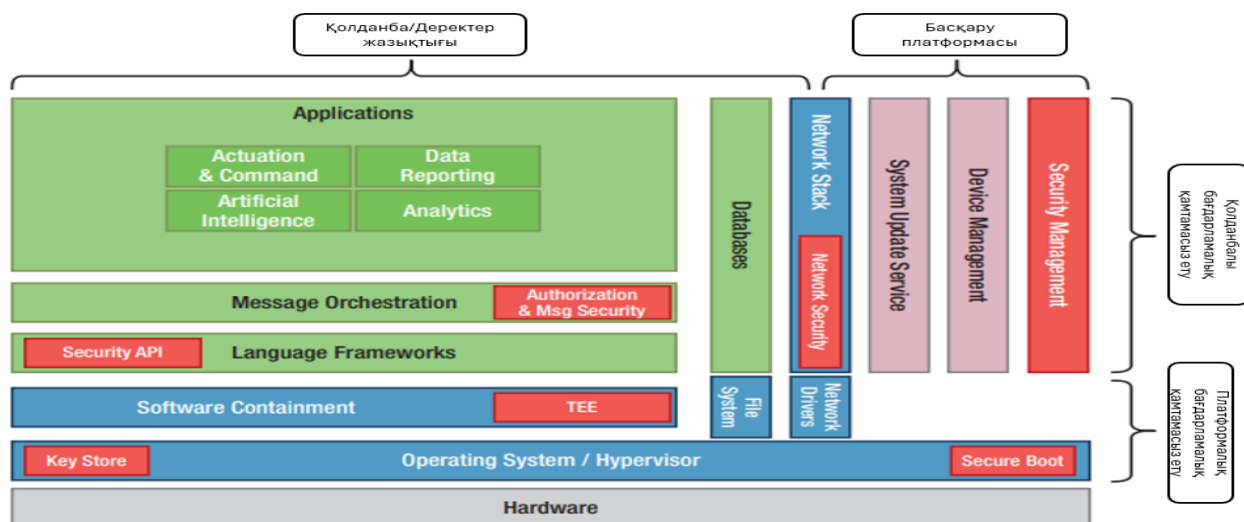 Қолданба/Деректер
жазықтығы
Басқару
платформасы
Applications
Actuation
& Command
Data
Reporting
Artificial
Intelligence
Analytics
Message Orchestration
Authorization
& Msg Security
Security API
Language Frameworks
Software Containment
TEE
Databases
File
System
Network Stack
Network Security
Network
Drivers
System Update Service
Device Management
Security Management
Key Store
Operating System / Hypervisor
Secure Boot
Hardware
Қолданбалы
бағдарламалық
қамтамасыз ету
Платформалық
бағдарламалық
қамтамасыз ету